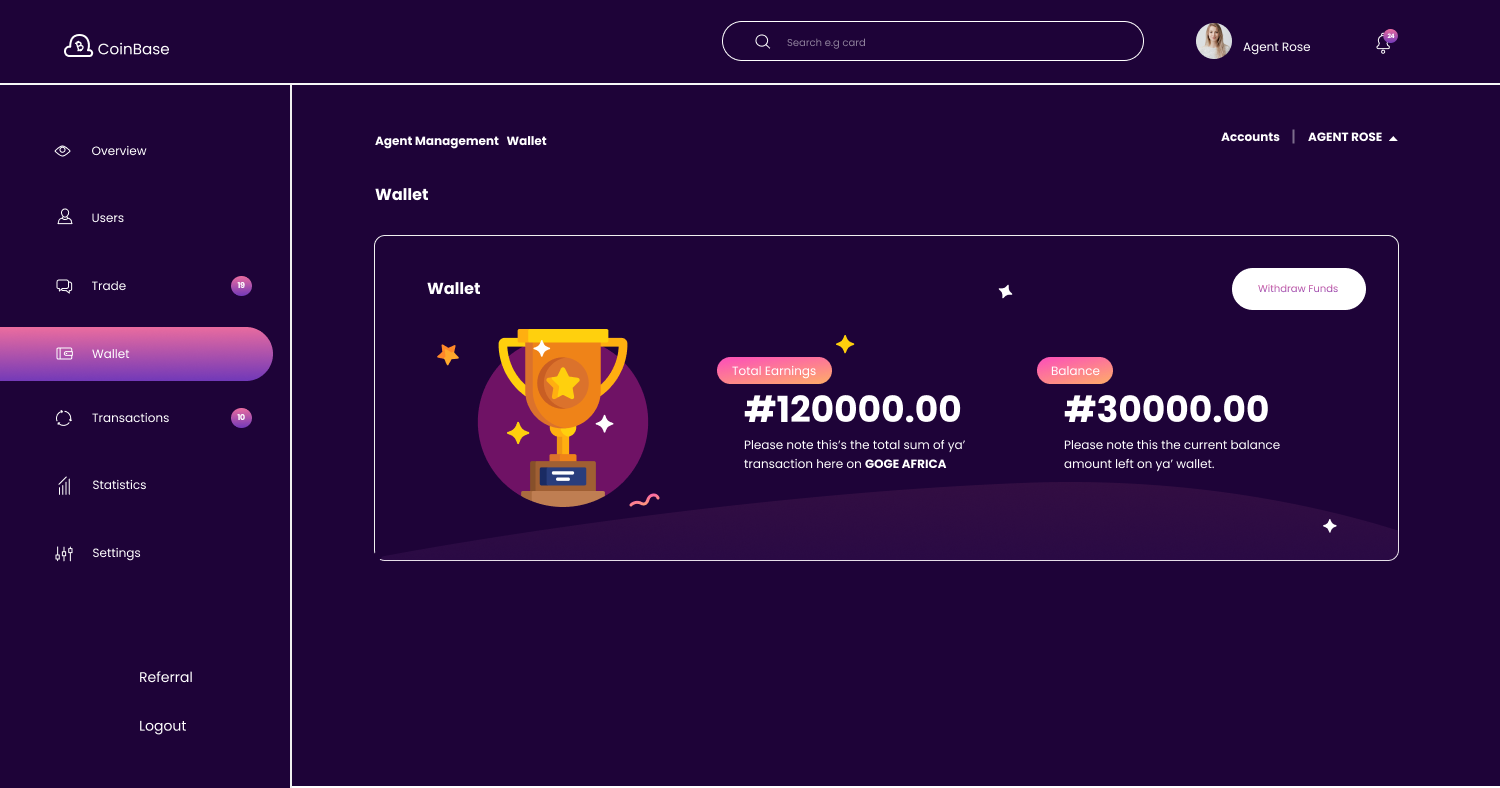 CoinBase
Search e.g card
Agent Rose
24
Overview
Users
Trade
19
Wallet
Transactions
10
Statistics
Settings
Referral
Logout
Agent Management Wallet
Accounts | AGENT ROSE
Wallet
Wallet
Withdraw Funds
Total Earnings
#120000.00
Please note this’s the total sum of ya’
transaction here on GOGE AFRICA
Balance
#30000.00
Please note this the current balance
amount left on ya’ wallet.